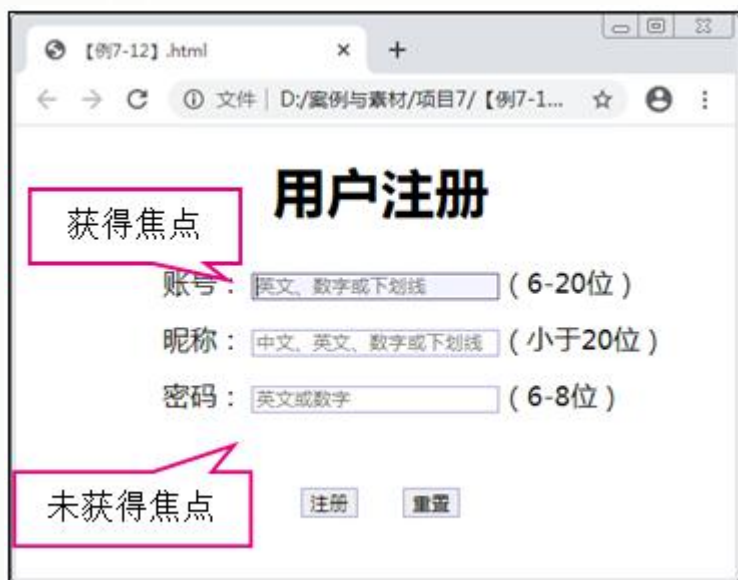 【例7-12】.html × +
文件 | D:/案例与素材/项目7/【例7-1...
用户注册
获得焦点
账号： 英文、数字或下划线 （6-20位）
昵称： 中文、英文、数字或下划线 （小于20位）
密码： 英文或数字 （6-8位）
未获得焦点
注册 重置